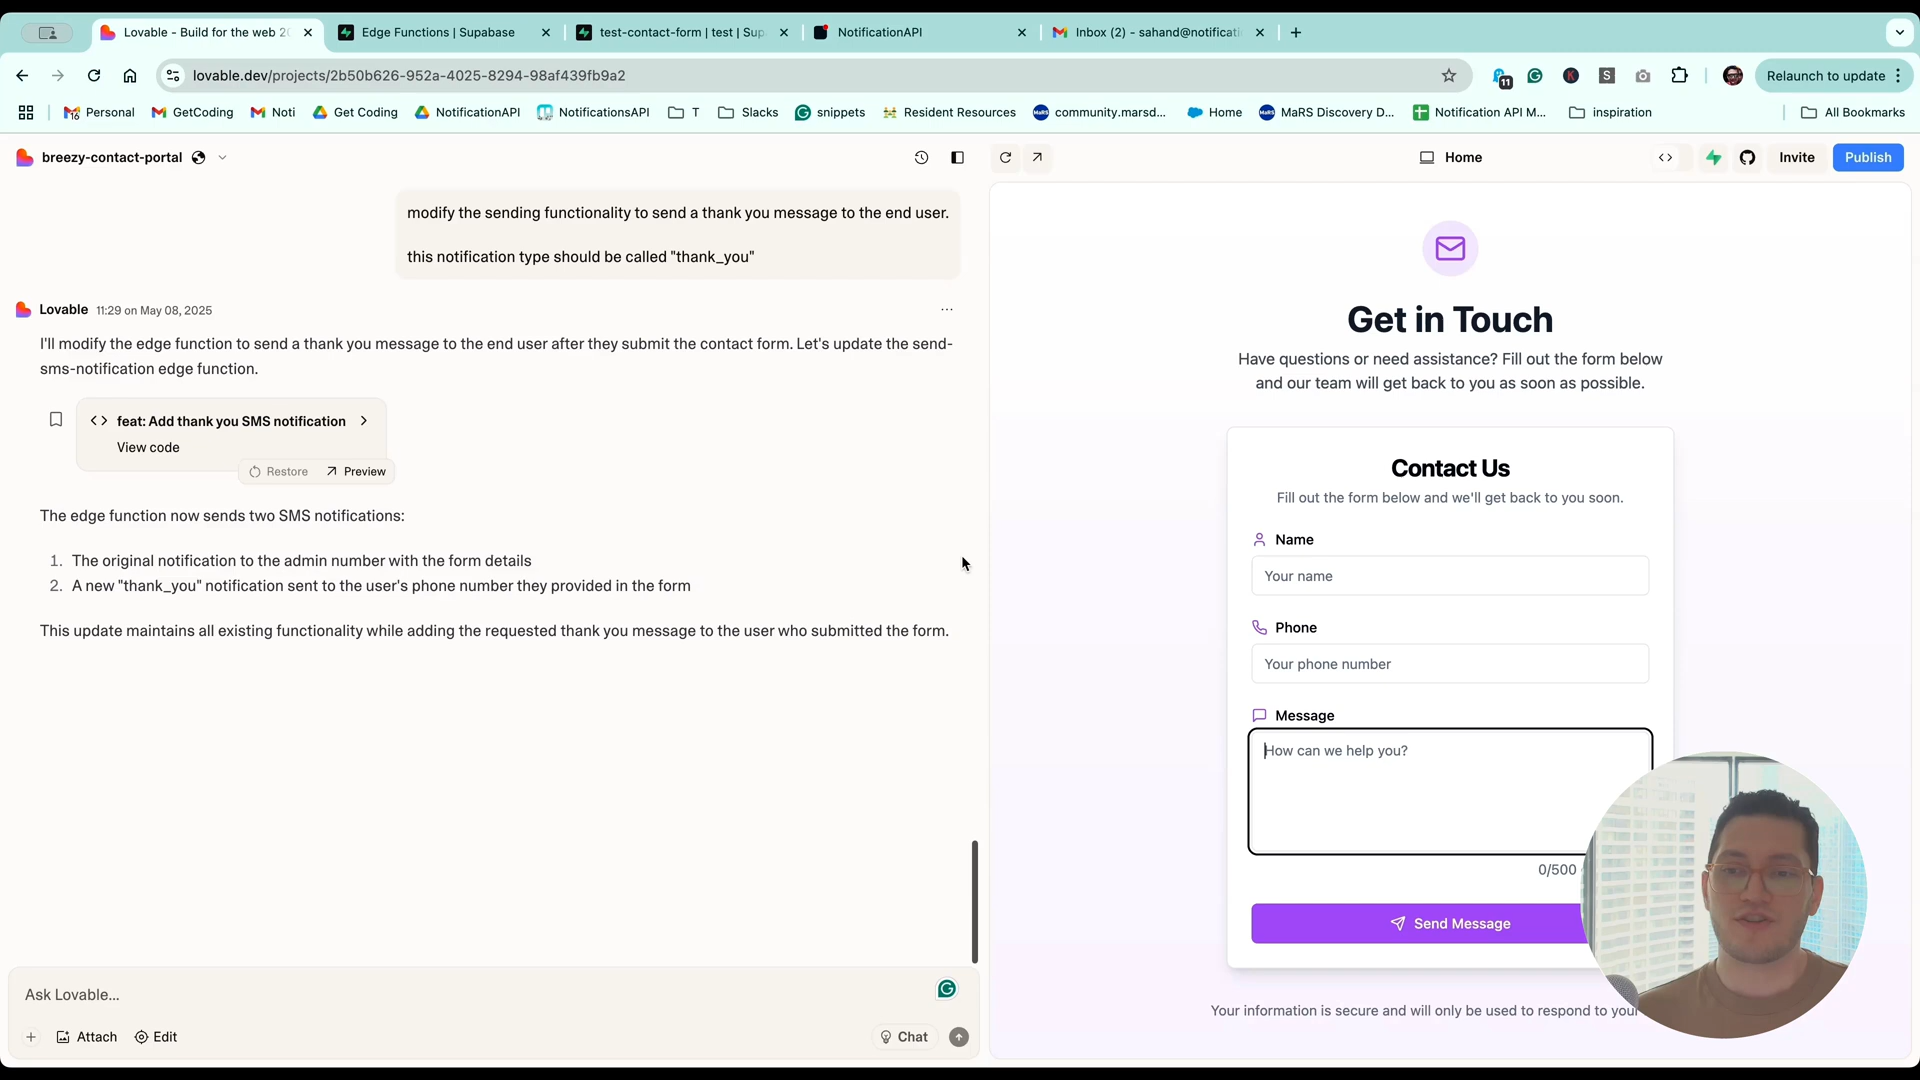 Lovable - Build for the web 2
Edge Functions | Supabase
test-contact-form | test | Sup
NotificationAPI
Inbox (2) - sahand@notificati
lovable.dev/projects/2b50b626-952a-4025-8294-98af439fb9a2
11
K
S
Relaunch to update
Personal
GetCoding
Noti
Get Coding
NotificationAPI
NotificationsAPI
T
Slacks
snippets
Resident Resources
community.marsd...
Home
MaRS Discovery D...
Notification API M...
inspiration
All Bookmarks
breezy-contact-portal
Home
Invite
Publish
modify the sending functionality to send a thank you message to the end user.
this notification type should be called "thank_you"
Lovable 11:29 on May 08, 2025
I'll modify the edge function to send a thank you message to the end user after they submit the contact form. Let's update the send-
sms-notification edge function.
feat: Add thank you SMS notification
View code
Restore
Preview
The edge function now sends two SMS notifications:
1. The original notification to the admin number with the form details
2. A new "thank_you" notification sent to the user's phone number they provided in the form
This update maintains all existing functionality while adding the requested thank you message to the user who submitted the form.
Ask Lovable...
Attach
Edit
Chat
Get in Touch
Have questions or need assistance? Fill out the form below
and our team will get back to you as soon as possible.
Contact Us
Fill out the form below and we'll get back to you soon.
Name
Your name
Phone
Your phone number
Message
How can we help you?
0/500
Send Message
Your information is secure and will only be used to respond to your